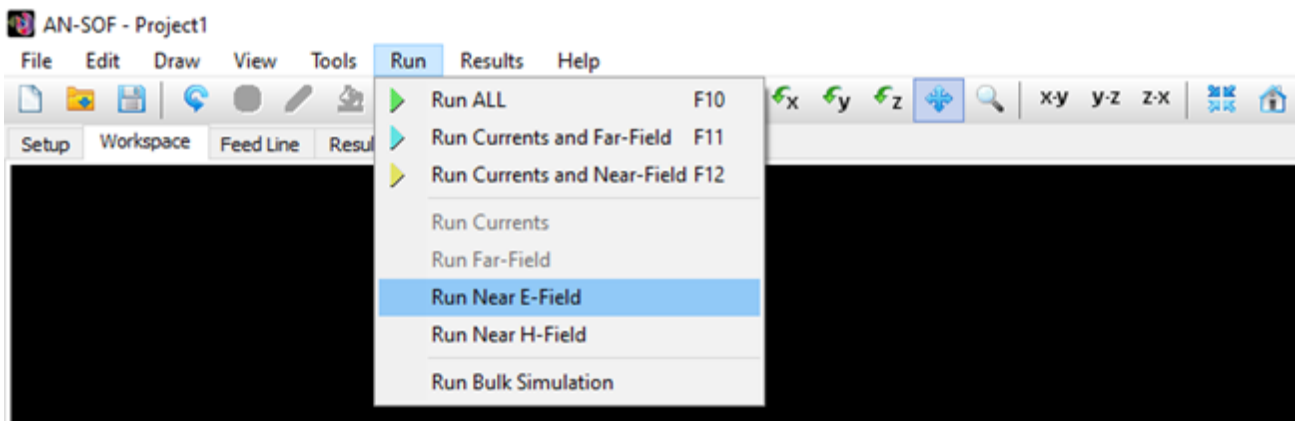 AN-SOF - Project1
File Edit Draw View Tools Run Results Help
Run ALL F10
x y z x-y y-z z-x
Setup Workspace Feed Line Resul
Run Currents and Far-Field F11
Run Currents and Near-Field F12
Run Currents
Run Far-Field
Run Near E-Field
Run Near H-Field
Run Bulk Simulation